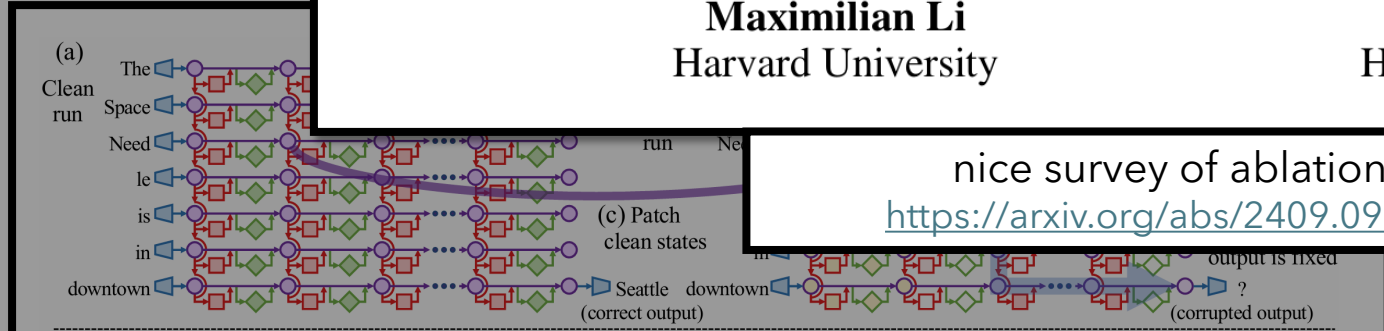 Maximilian Li
Harvard University
H
(a)
Clean
run
The
Space
Need
le
is
in
downtown
Seattle
(correct output)
(c) Patch
clean states
run
nice survey of ablation
https://arxiv.org/abs/2409.09
downtown
output is fixed
?
(corrupted output)